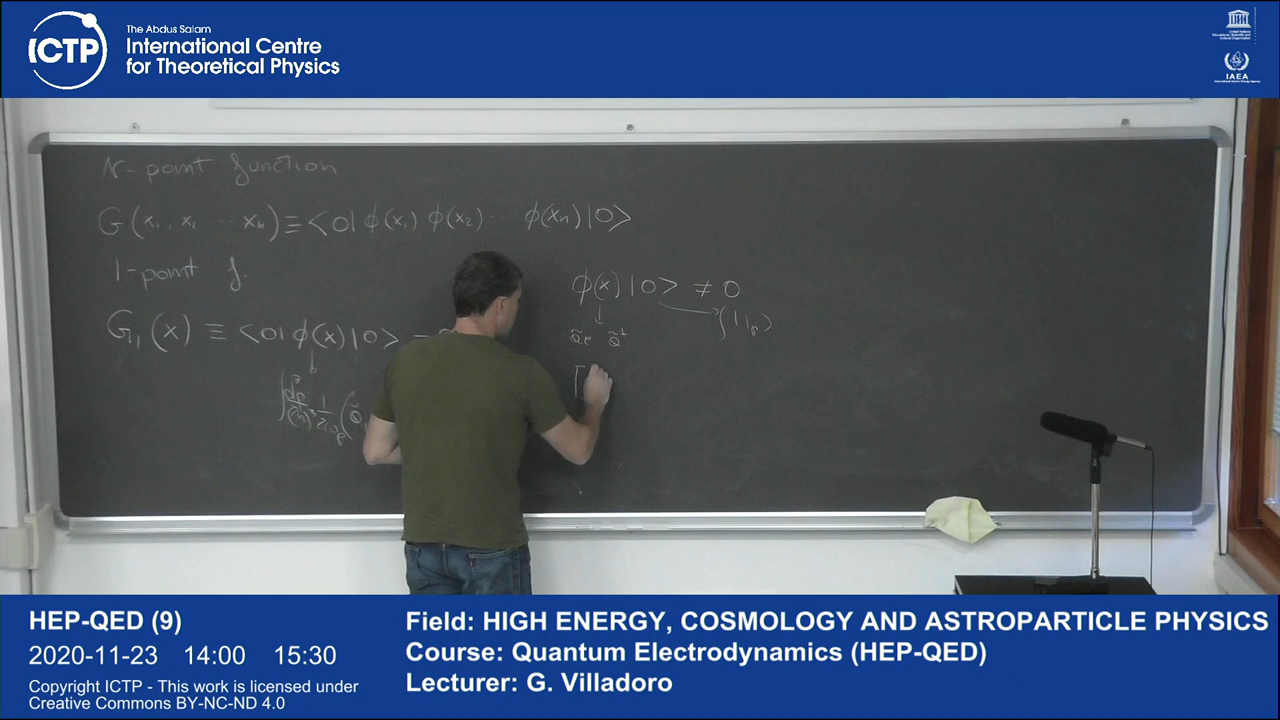 The Abdus Salam
ICTP
International Centre
for Theoretical Physics
IAEA
N-point function
G(x₁, x₁ ⋯ xₙ) ≡ <0| ϕ(x₁) ϕ(x₂) ⋯ ϕ(xₙ) |0>
1-point f.
ϕ(x) |0> ≠ 0
G₁(x) ≡ <0| ϕ(x) |0> =
HEP-QED (9)
2020-11-23 14:00 15:30
Copyright ICTP - This work is licensed under
Creative Commons BY-NC-ND 4.0
Field: HIGH ENERGY, COSMOLOGY AND ASTROPARTICLE PHYSICS
Course: Quantum Electrodynamics (HEP-QED)
Lecturer: G. Villadoro